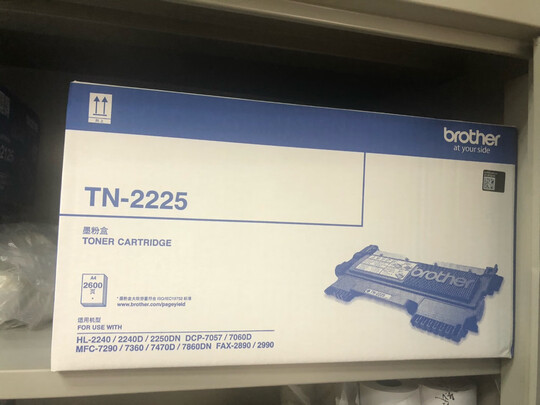 brother
at your side
TN-2225
墨粉盒
TONER CARTRIDGE
A4
2600
页
www.brother.com/pageyield
适用机型
FOR USE WITH
HL-2240 / 2240D / 2250DN DCP-7057 / 7060D
MFC-7290 / 7360 / 7470D / 7860DN FAX-2890 / 2990
brother